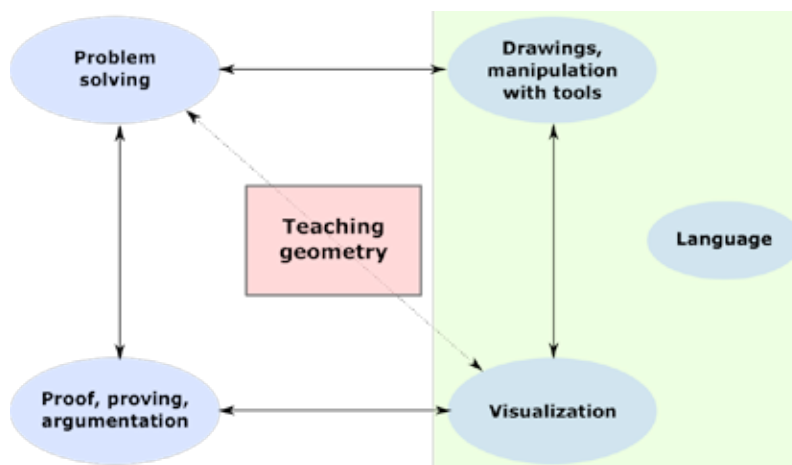 Problem
solving
Drawings,
manipulation
with tools
Teaching
geometry
Language
Proof, proving,
argumentation
Visualization